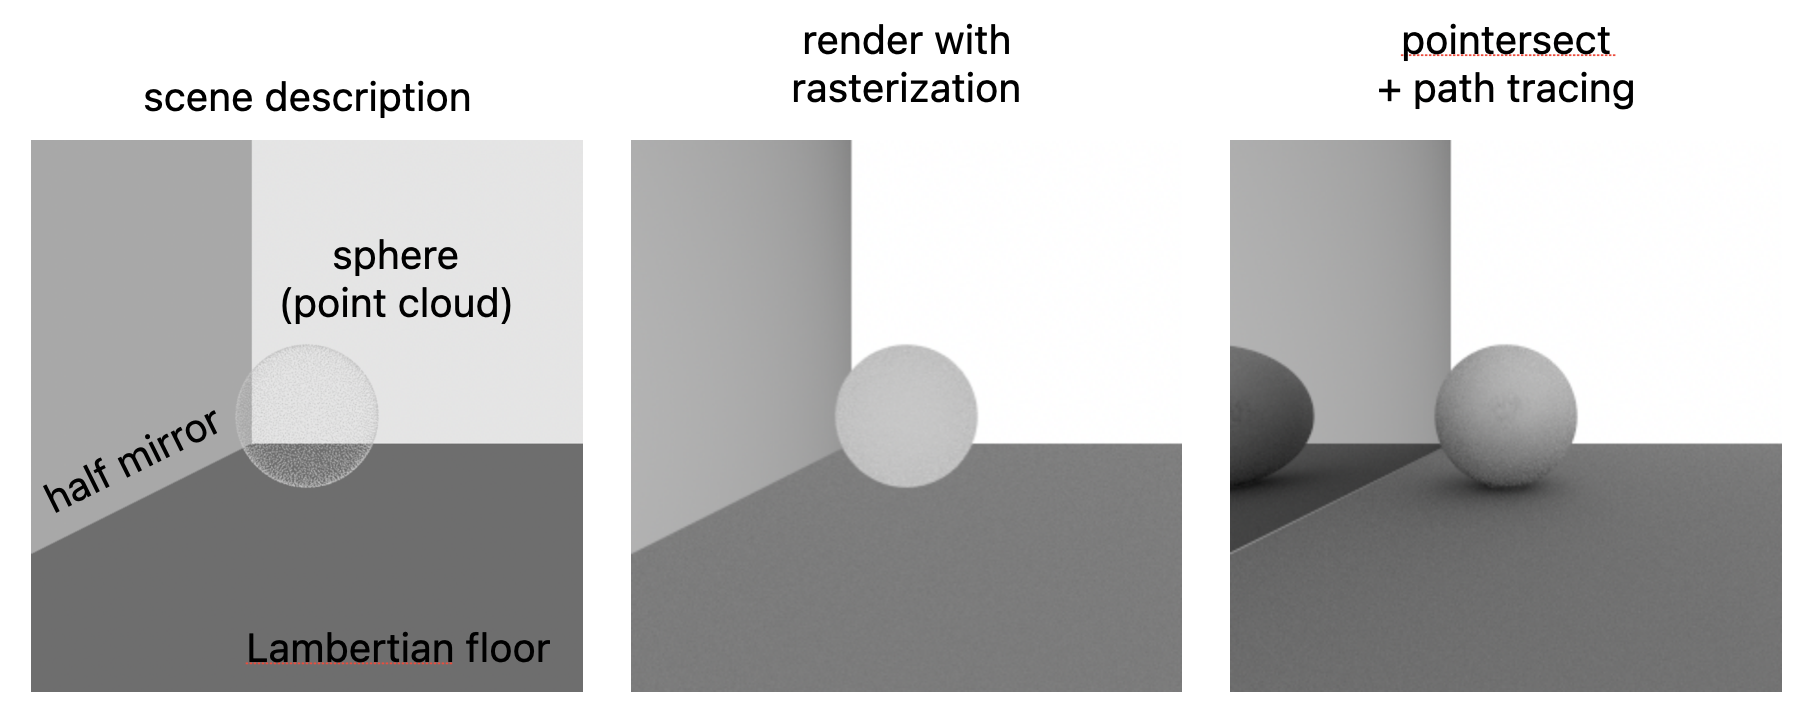 scene description
render with
rasterization
pointersect
+ path tracing
sphere
(point cloud)
half mirror
Lambertian floor